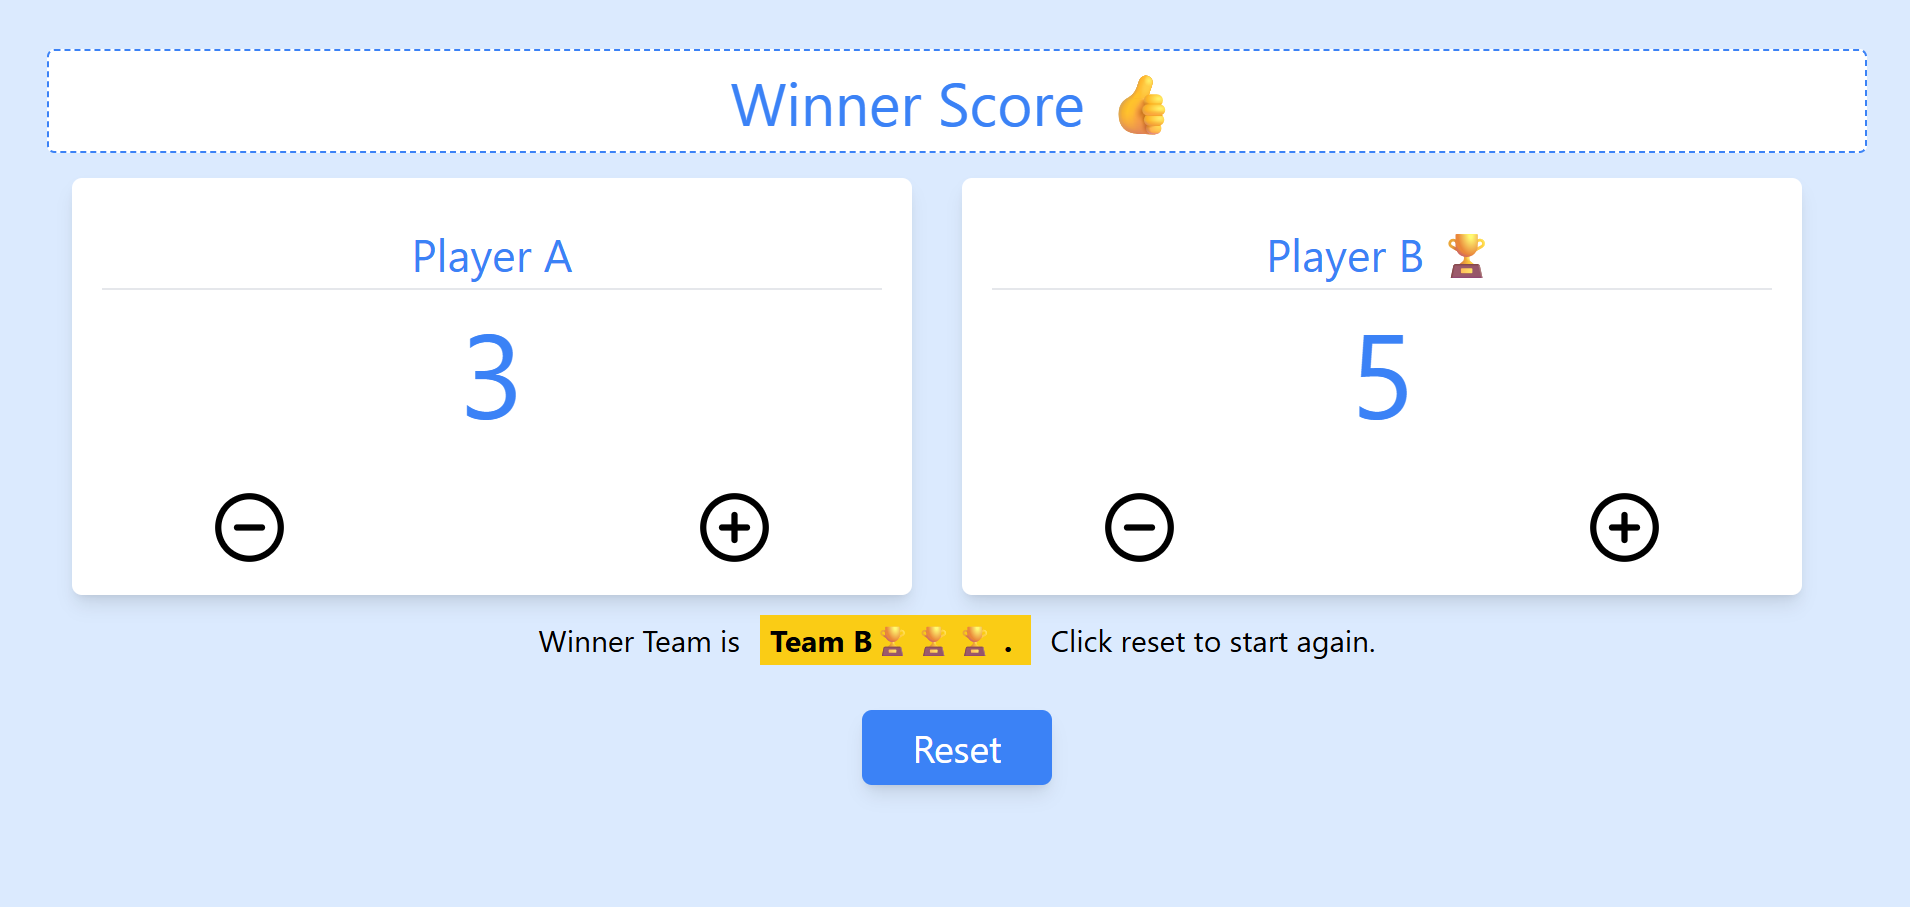 Winner Score 👍
Player A
3
Player B 🏆
5
Winner Team is Team B🏆 🏆 🏆 . Click reset to start again.
Reset